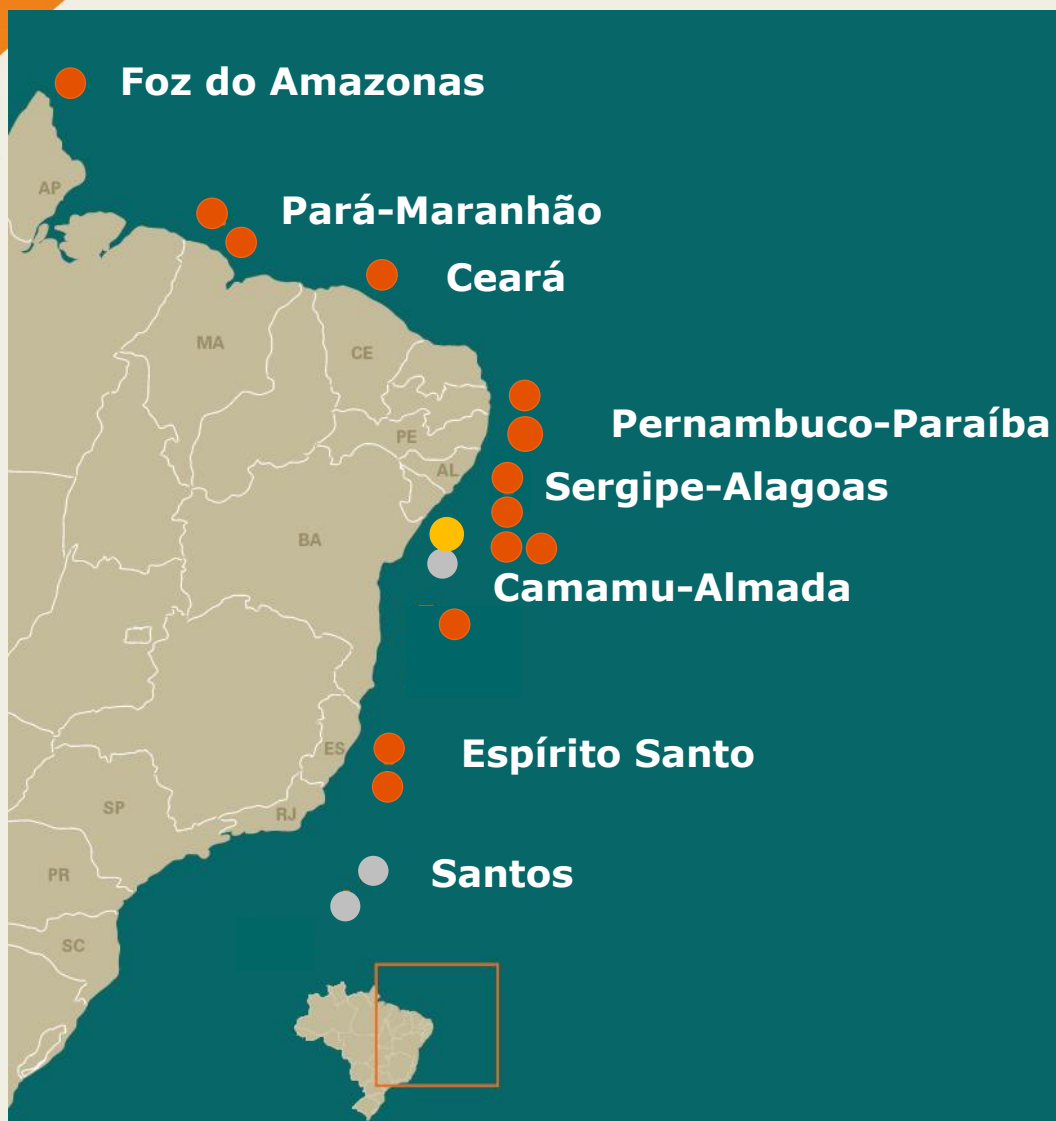 Foz do Amazonas
AP
Pará-Maranhão
Ceará
MA
CE
Pernambuco-Paraíba
PE
AL
Sergipe-Alagoas
BA
Camamu-Almada
ES
Espírito Santo
SP
RJ
PR
Santos
SC